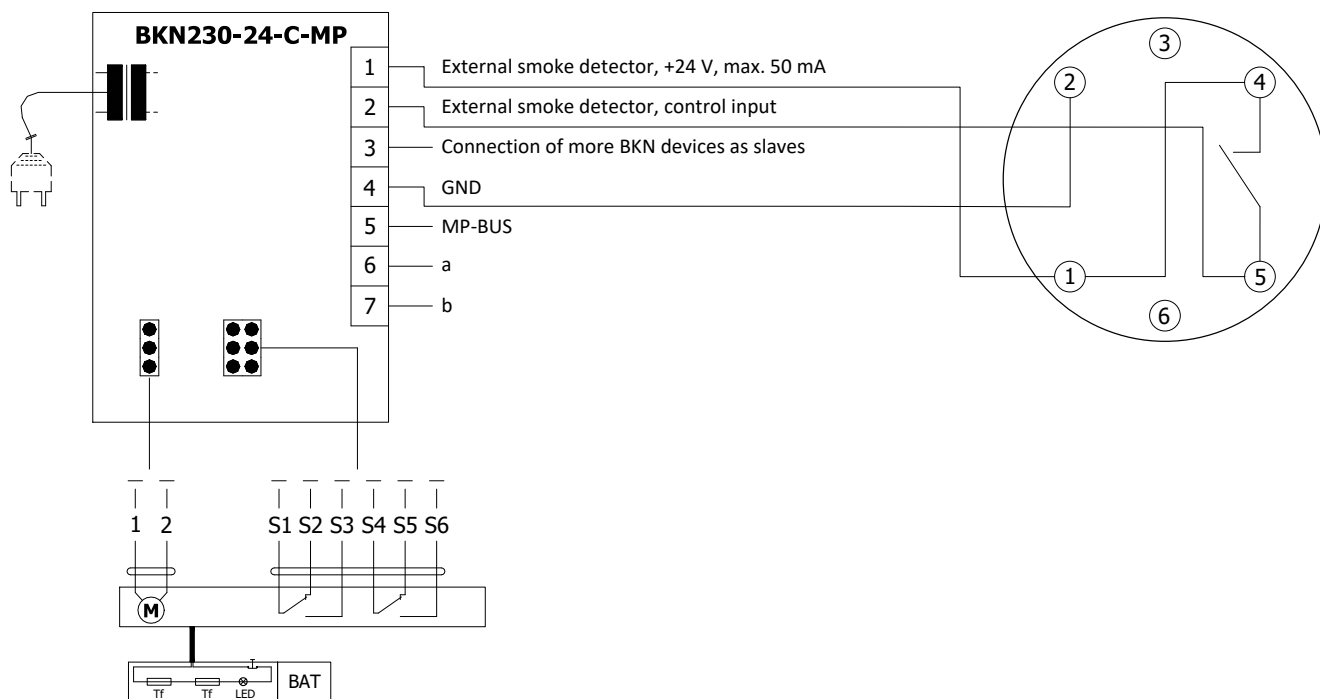 BKN230-24-C-MP
1 External smoke detector, +24 V, max. 50 mA
2 External smoke detector, control input
3 Connection of more BKN devices as slaves
4 GND
5 MP-BUS
6 a
7 b
3
2 4
1 5
6
1 2 S1 S2 S3 S4 S5 S6
M
Tf Tf LED BAT